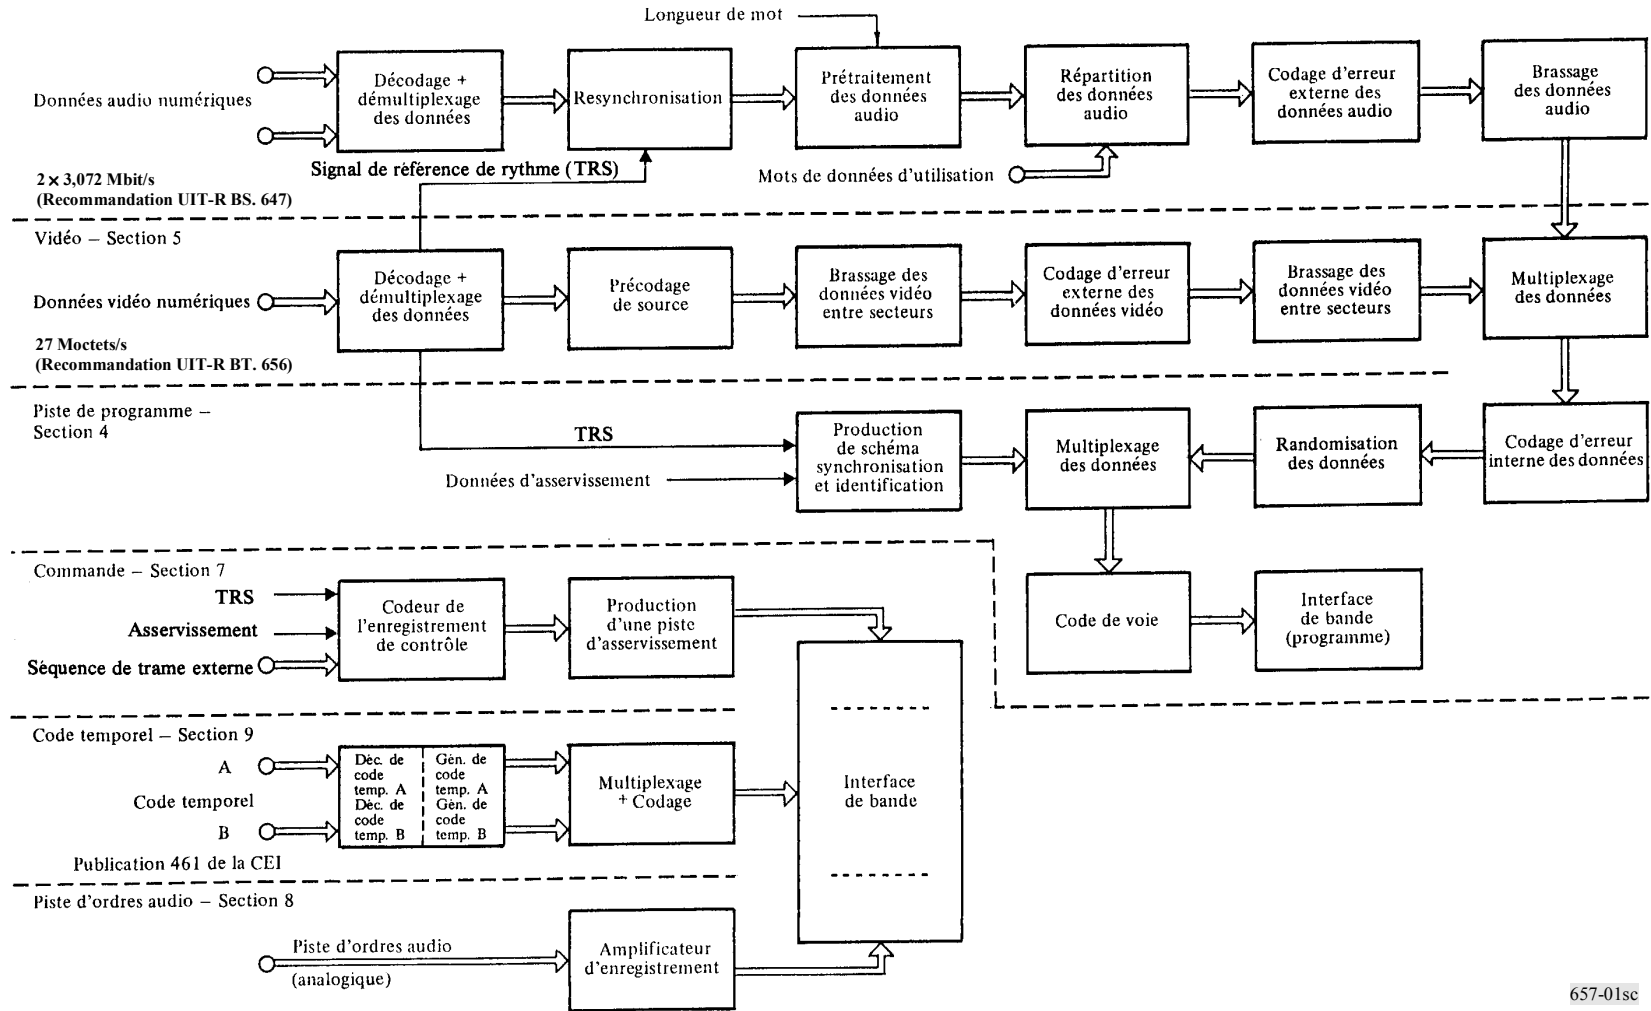 Longueur de mot
Données audio numériques
Décodage +
démultiplexage
des données
Resynchronisation
Prétraitement
des données
audio
Répartition
des données
audio
Codage d'erreur
externe des
données audio
Brassage
des données
audio
Signal de référence de rythme (TRS)
Mots de données d'utilisation
2 x 3,072 Mbit/s
(Recommandation UIT-R BS. 647)
Vidéo – Section 5
Données vidéo numériques
Décodage +
démultiplexage
des données
Précodage
de source
Brassage des
données vidéo
entre secteurs
Codage d'erreur
externe des
données vidéo
Brassage des
données vidéo
entre secteurs
Multiplexage
des données
27 Moctets/s
(Recommandation UIT-R BT. 656)
Piste de programme –
Section 4
TRS
Données d'asservissement
Production
de schéma
synchronisation
et identification
Multiplexage
des données
Randomisation
des données
Codage d'erreur
interne des données
Commande – Section 7
TRS
Asservissement
Séquence de trame externe
Codeur de
l'enregistrement
de contrôle
Production
d'une piste
d'asservissement
Code de voie
Interface
de bande
(programme)
Code temporel – Section 9
A
Code temporel
B
Déc. de
code
temp. A
Déc. de
code
temp. B
Gén. de
code
temp. A
Gén. de
code
temp. B
Multiplexage
+ Codage
Interface
de bande
Publication 461 de la CEI
Piste d'ordres audio – Section 8
Piste d'ordres audio
(analogique)
Amplificateur
d'enregistrement
657-01sc